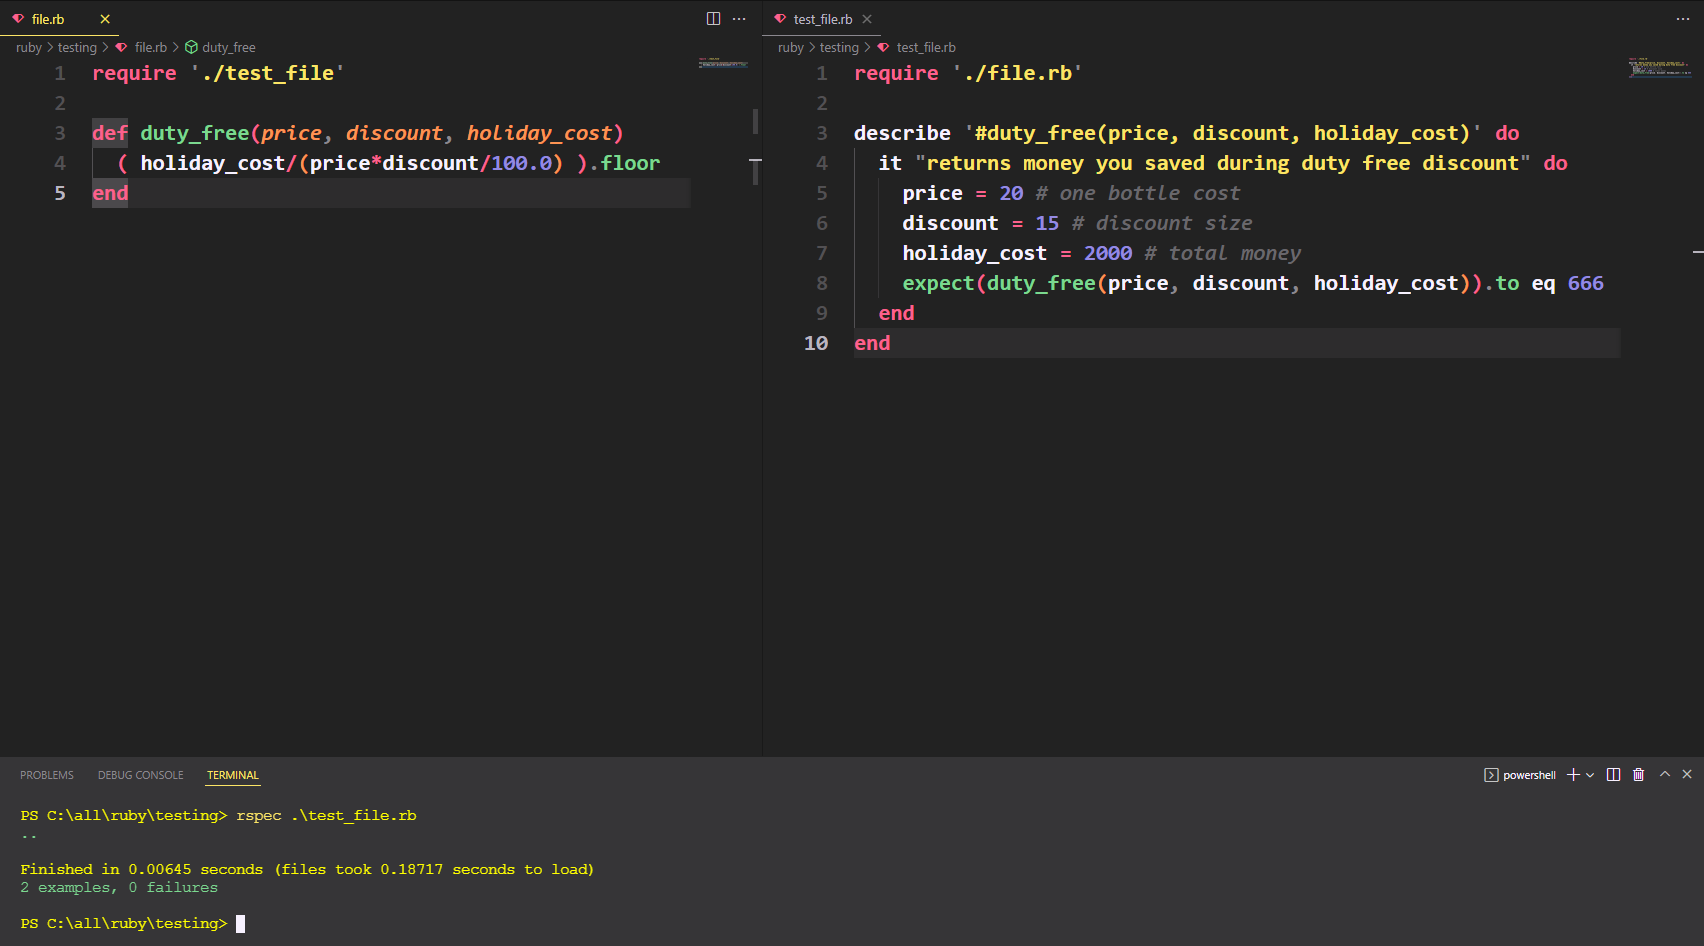 file.rb
ruby > testing > file.rb > duty_free
1 require './test_file'
2
3 def duty_free(price, discount, holiday_cost)
4   ( holiday_cost/(price*discount/100.0) ).floor
5 end
test_file.rb
ruby > testing > test_file.rb
1 require './file.rb'
2
3 describe '#duty_free(price, discount, holiday_cost)' do
4   it "returns money you saved during duty free discount" do
5     price = 20 # one bottle cost
6     discount = 15 # discount size
7     holiday_cost = 2000 # total money
8     expect(duty_free(price, discount, holiday_cost)).to eq 666
9   end
10 end
PROBLEMS DEBUG CONSOLE TERMINAL powershell
PS C:\all\ruby\testing> rspec .\test_file.rb
..
Finished in 0.00645 seconds (files took 0.18717 seconds to load)
2 examples, 0 failures
PS C:\all\ruby\testing>